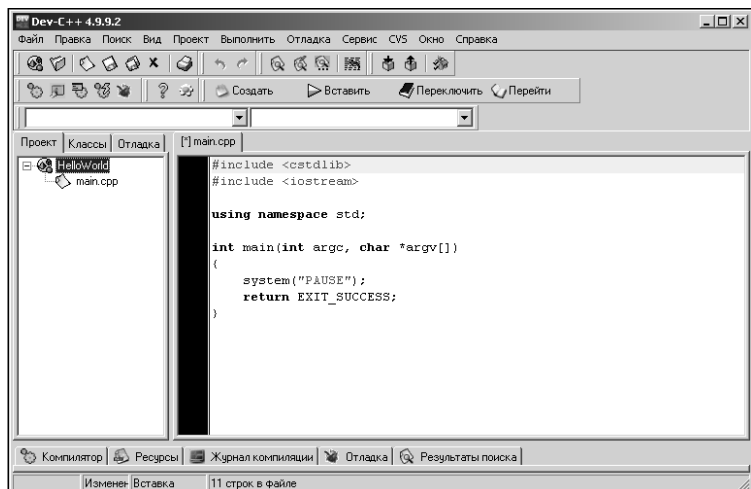 Dev-C++ 4.9.9.2
Файл Правка Поиск Вид Проект Выполнить Отладка Сервис CVS Окно Справка
Создать Вставить Переключить Перейти
Проект Классы Отладка [*] main.cpp
HelloWorld
main.cpp
#include <cstdlib>
#include <iostream>
using namespace std;
int main(int argc, char *argv[])
{
system("PAUSE");
return EXIT_SUCCESS;
}
Компилятор Ресурсы Журнал компиляции Отладка Результаты поиска
Изменен Вставка 11 строк в файле